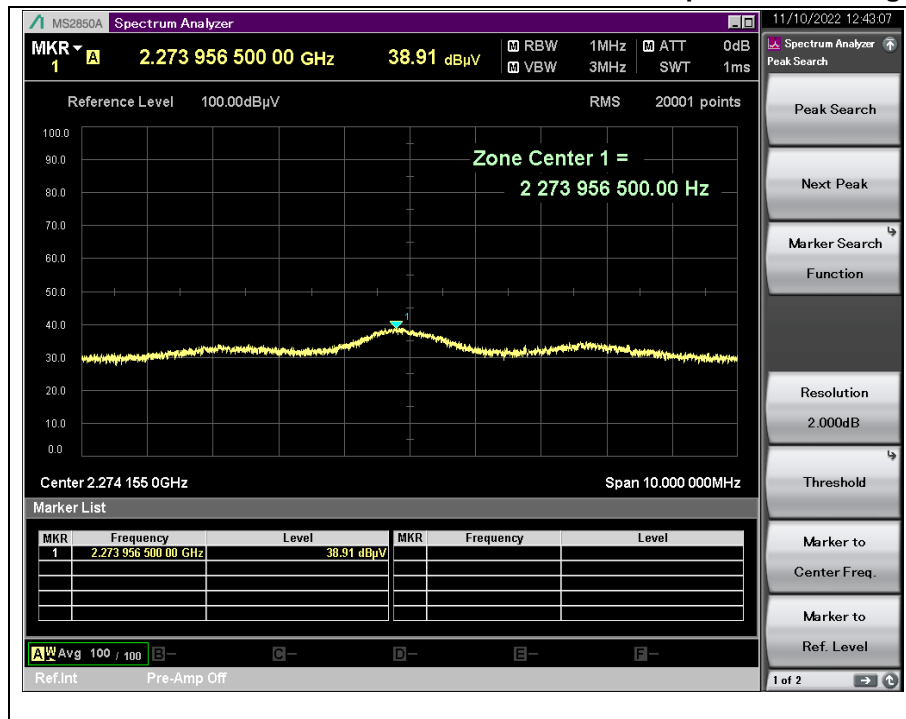 MS2850A Spectrum Analyzer
11/10/2022 12:43:07
MKR 1 A 2.273 956 500 00 GHz 38.91 dBµV
M RBW 1MHz M ATT 0dB
M VBW 3MHz SWT 1ms
Reference Level 100.00dBµV RMS 20001 points
100.0
90.0
80.0
70.0
60.0
50.0
40.0
30.0
20.0
10.0
0.0
Zone Center 1 =
2 273 956 500.00 Hz
1
Center 2.274 155 0GHz Span 10.000 000MHz
Marker List
MKR Frequency Level MKR Frequency Level
1 2.273 956 500 00 GHz 38.91 dBµV
A W Avg 100 / 100 B- C- D- E- F-
Ref.Int Pre-Amp Off
Spectrum Analyzer
Peak Search
Peak Search
Next Peak
Marker Search
Function
Resolution
2.000dB
Threshold
Marker to
Center Freq.
Marker to
Ref. Level
1 of 2